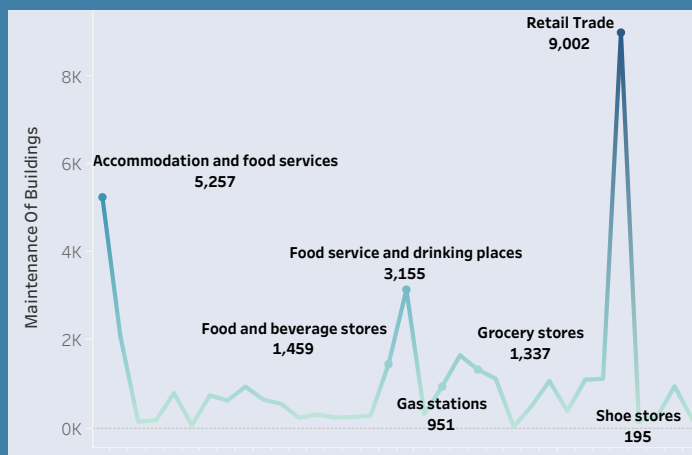 Retail Trade
9,002
8K
Maintenance Of Buildings
6K
Accommodation and food services
5,257
4K
Food service and drinking places
3,155
Food and beverage stores
1,459
Grocery stores
1,337
2K
Gas stations
951
Shoe stores
195
0K